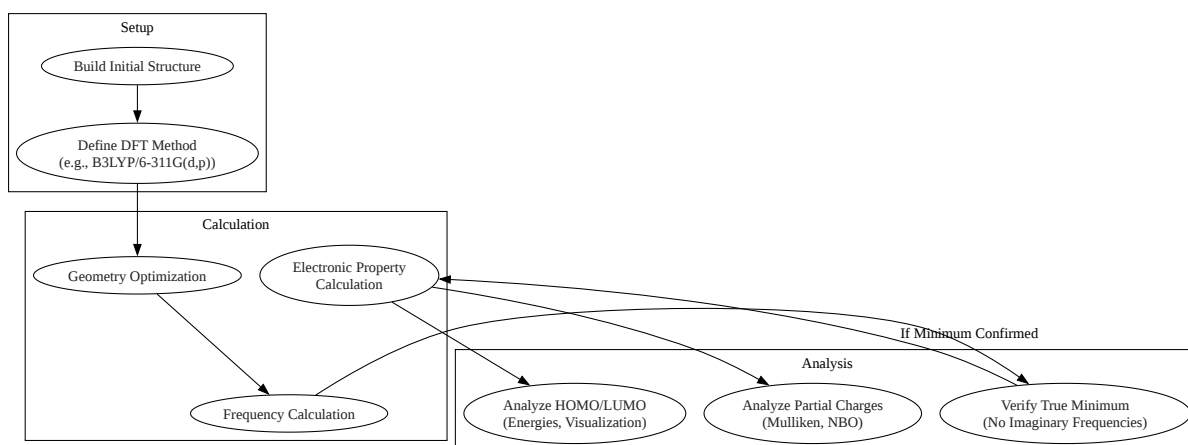 Setup
Build Initial Structure
Define DFT Method
(e.g., B3LYP/6-311G(d,p))
Calculation
Geometry Optimization
Electronic Property
Calculation
Frequency Calculation
If Minimum Confirmed
Analysis
Analyze HOMO/LUMO
(Energies, Visualization)
Analyze Partial Charges
(Mulliken, NBO)
Verify True Minimum
(No Imaginary Frequencies)